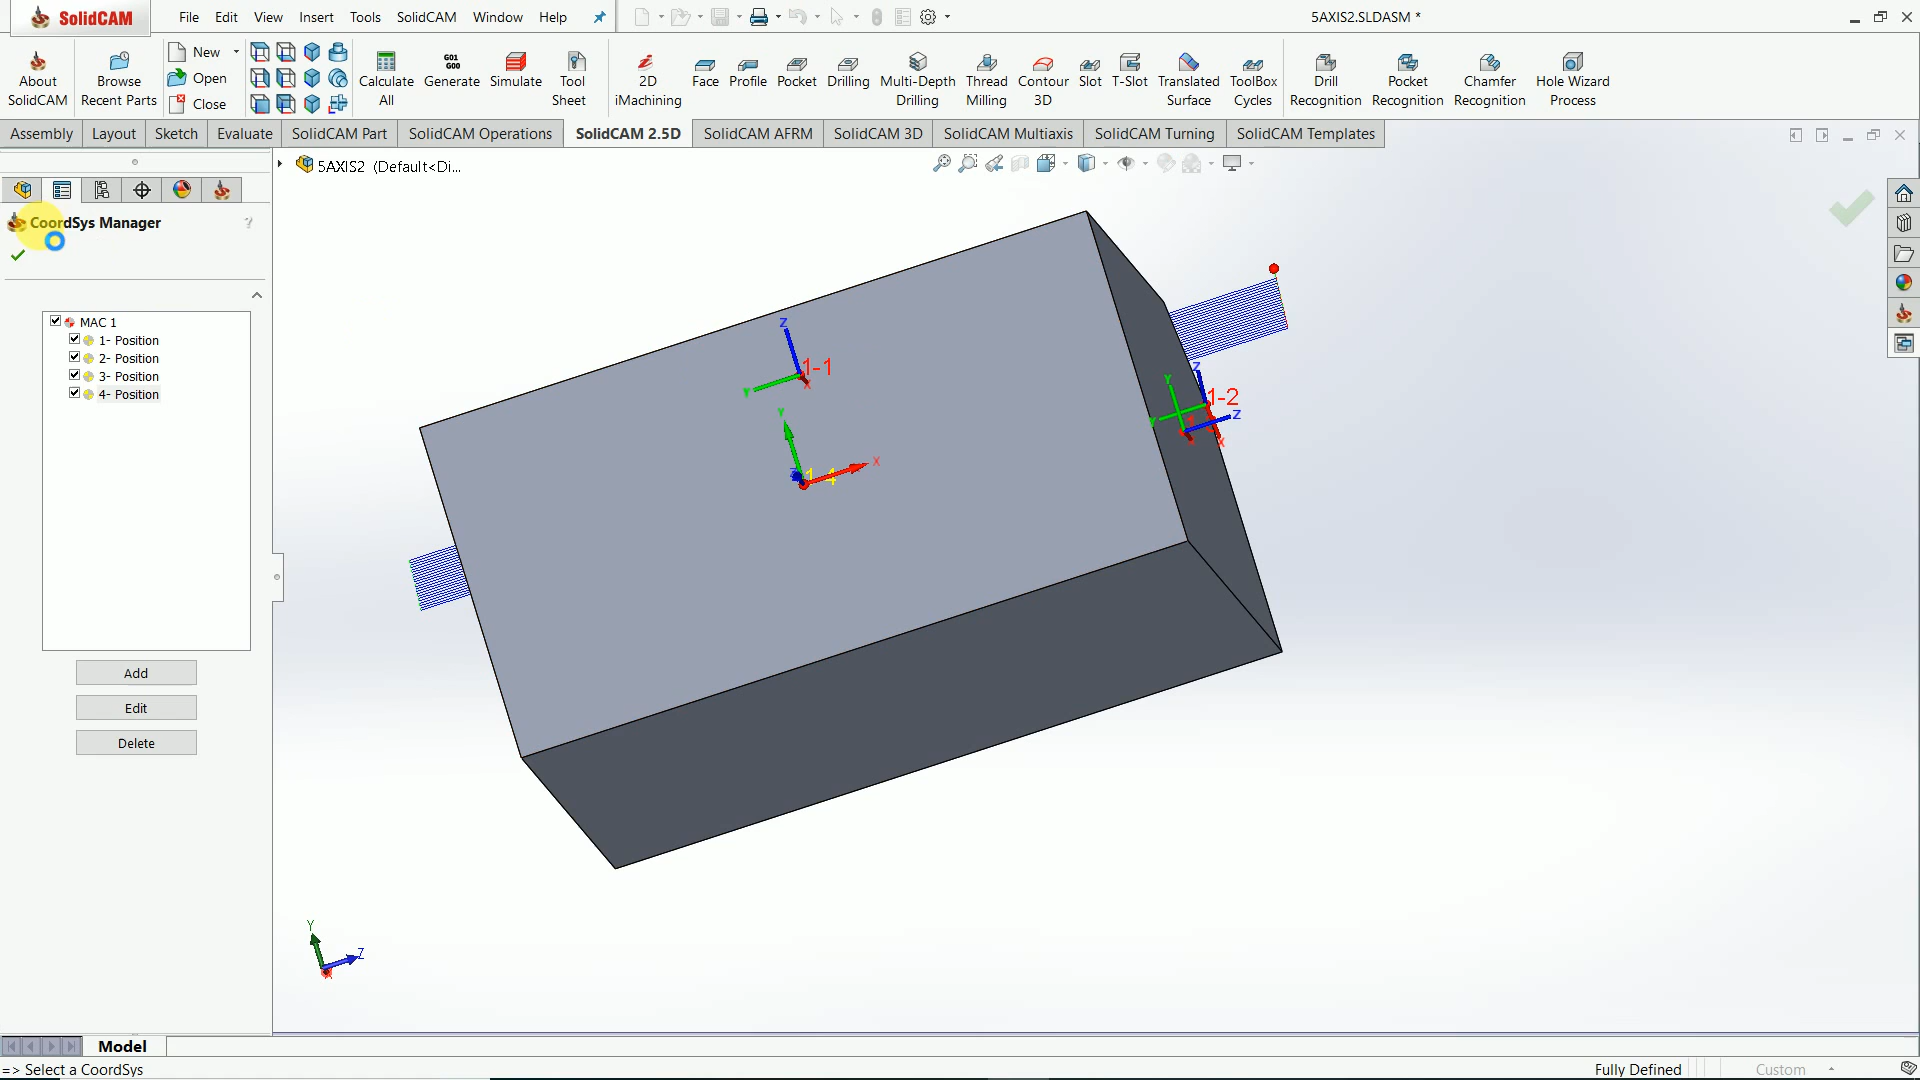 SolidCAM
File Edit View Insert Tools SolidCAM Window Help
5AXIS2.SLDASM *
About SolidCAM
Browse Recent Parts
New
Open
Close
Calculate All
G01 G00
Generate
Simulate
Tool Sheet
2D iMachining
Face
Profile
Pocket
Drilling
Multi-Depth Drilling
Thread Milling
Contour 3D
Slot
T-Slot
Translated Surface
ToolBox Cycles
Drill Recognition
Pocket Recognition
Chamfer Recognition
Hole Wizard Process
Assembly Layout Sketch Evaluate SolidCAM Part SolidCAM Operations SolidCAM 2.5D SolidCAM AFRM SolidCAM 3D SolidCAM Multiaxis SolidCAM Turning SolidCAM Templates
5AXIS2 (Default<Di...
CoordSys Manager ?
MAC 1
1- Position
2- Position
3- Position
4- Position
Add
Edit
Delete
Z
1-1
X
Y
Y
X
Z
Z
Y
1-2
Z
Y
X
Y
Z
X
Model
=> Select a CoordSys
Fully Defined
Custom